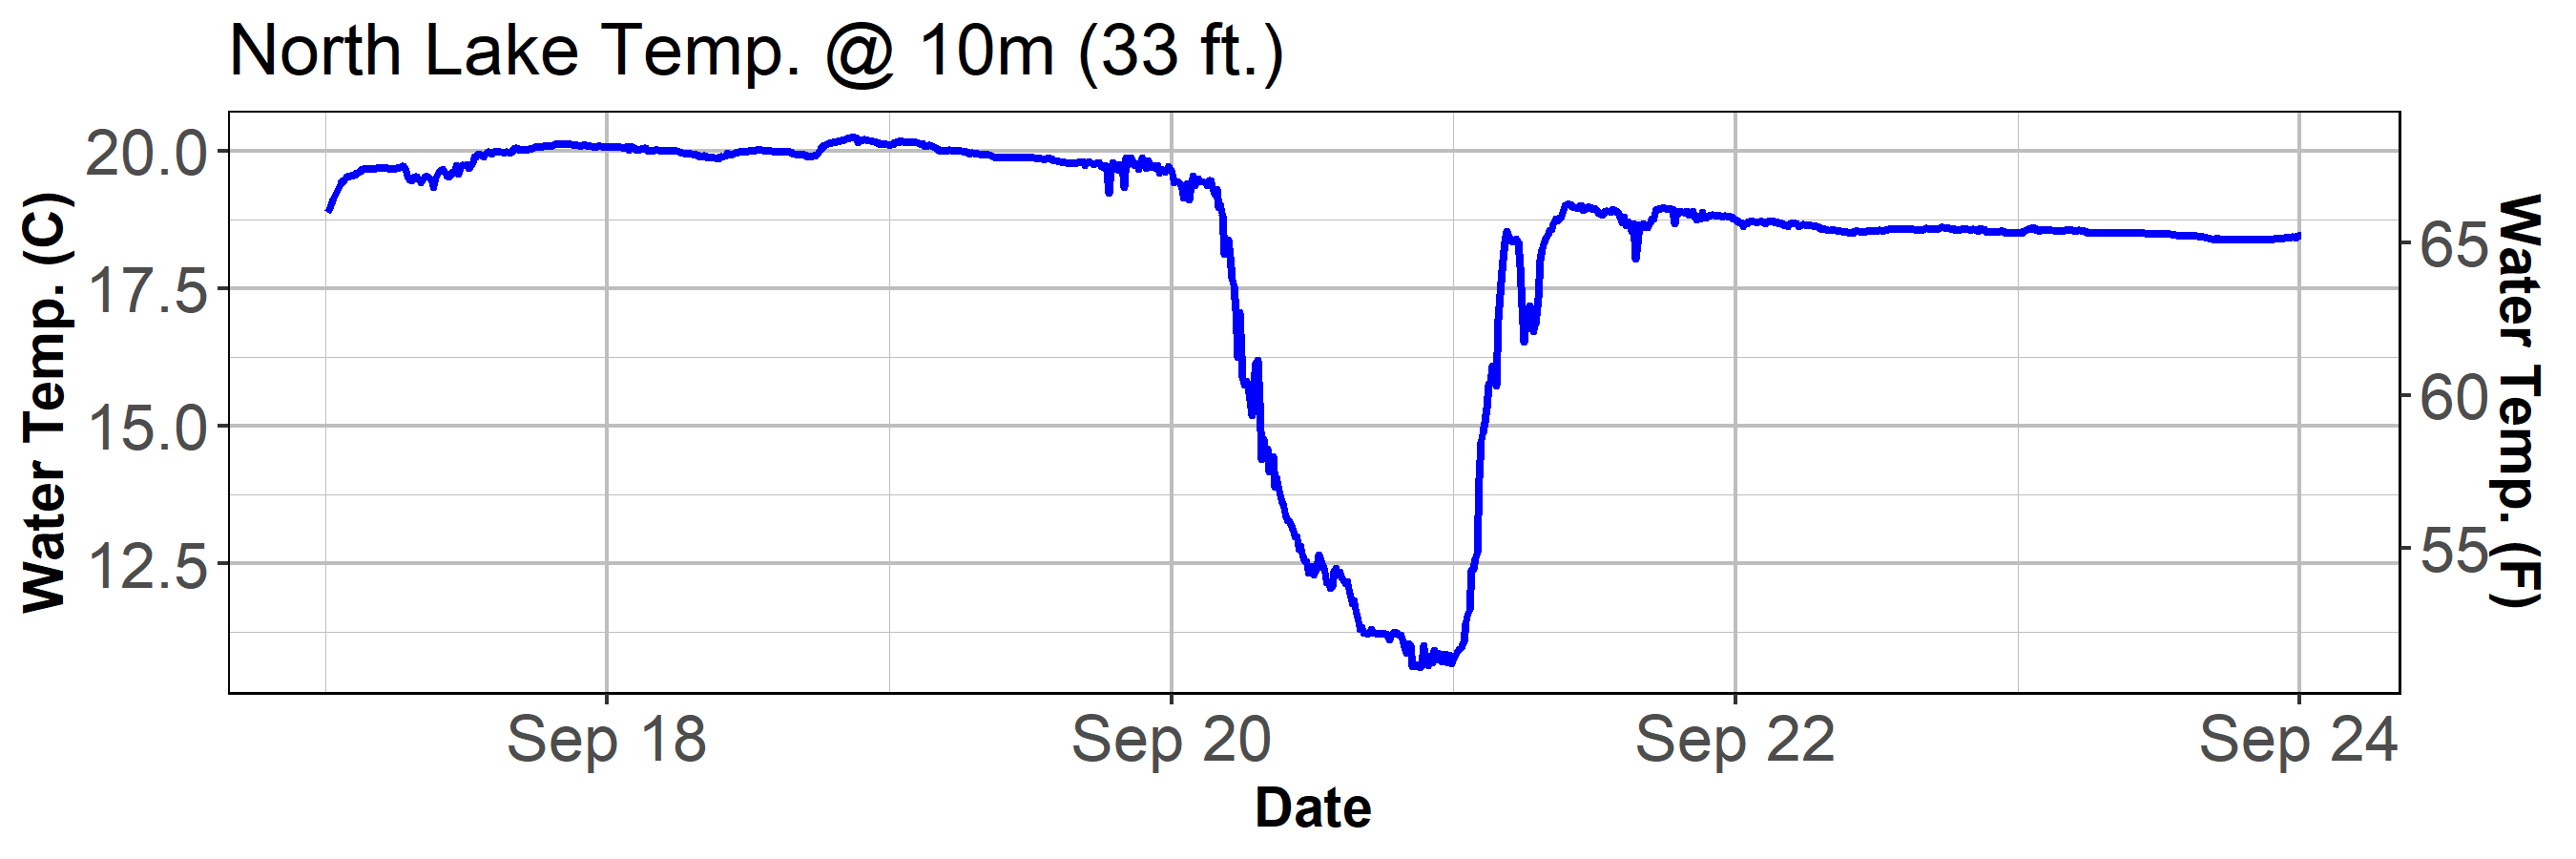 North Lake Temp. @ 10m (33 ft.)
Water Temp. (C)
20.0
17.5
15.0
12.5
65
60
55
Water Temp. (F)
Sep 18 Sep 20 Sep 22 Sep 24
Date